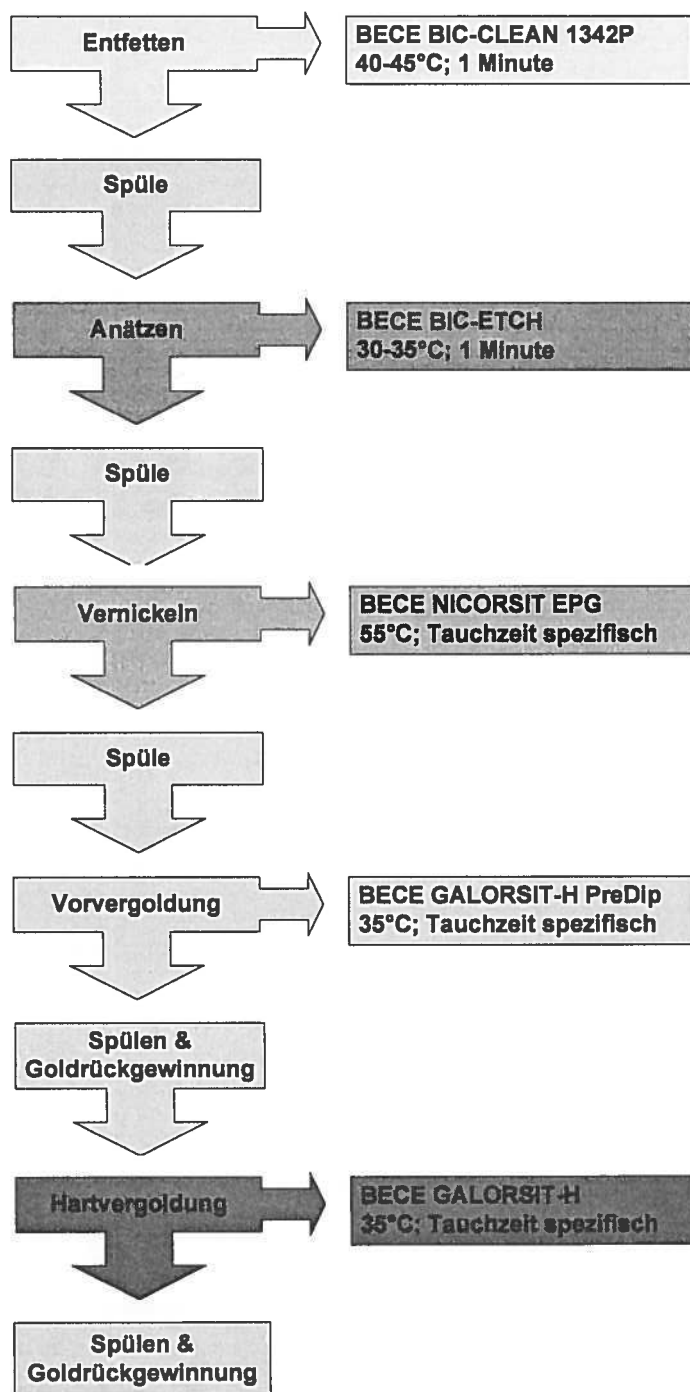 Entfetten
BECE BIC-CLEAN 1342P
40-45°C; 1 Minute
Spüle
Anätzen
BECE BIC-ETCH
30-35°C; 1 Minute
Spüle
Vernickeln
BECE NICORSIT EPG
55°C; Tauchzeit spezifisch
Spüle
Vorvergoldung
BECE GALORSIT-H PreDip
35°C; Tauchzeit spezifisch
Spülen &
Goldrückgewinnung
Hartvergoldung
BECE GALORSIT-H
35°C; Tauchzeit spezifisch
Spülen &
Goldrückgewinnung